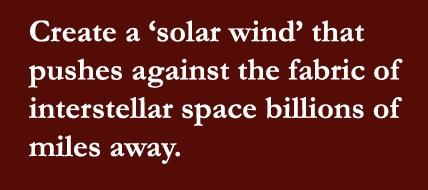 Create a ‘solar wind’ that
pushes against the fabric of
interstellar space billions of
miles away.